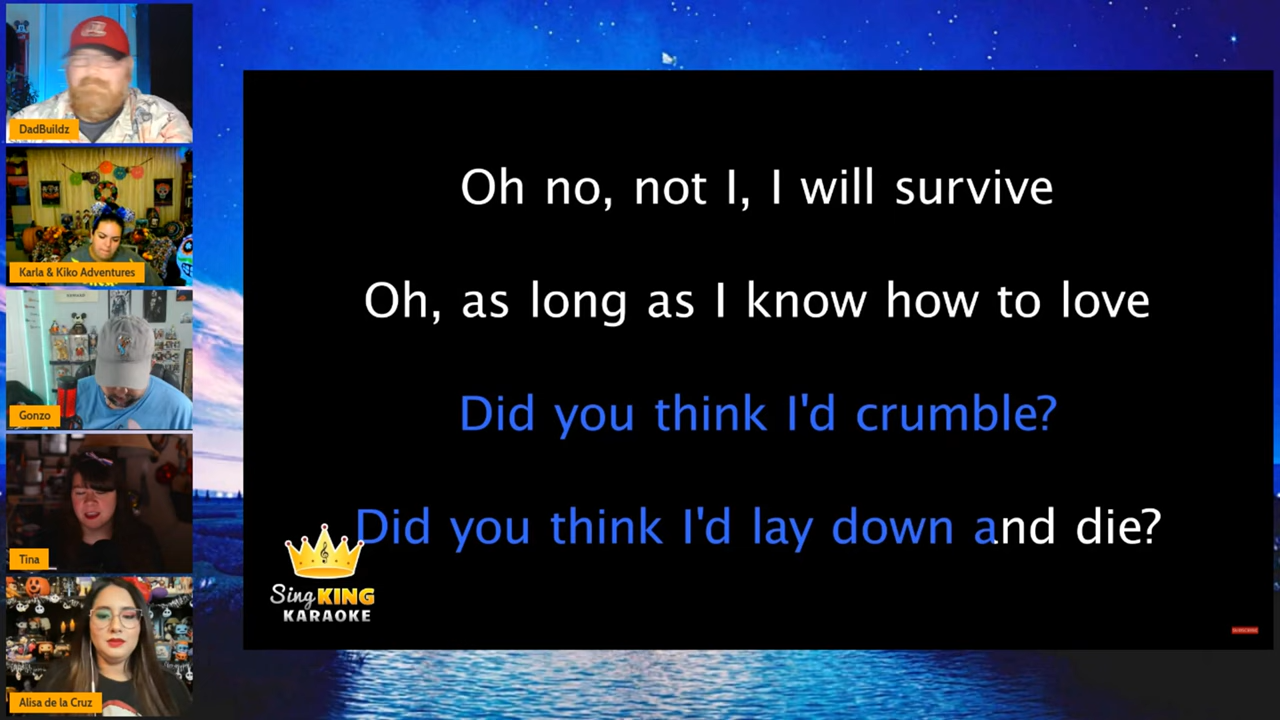 DadBuildz
Karla & Kiko Adventures
Gonzo
Tina
Alisa de la Cruz
Oh no, not I, I will survive
Oh, as long as I know how to love
Did you think I'd crumble?
Did you think I'd lay down and die?
Sing KING
KARAOKE
SUBSCRIBE